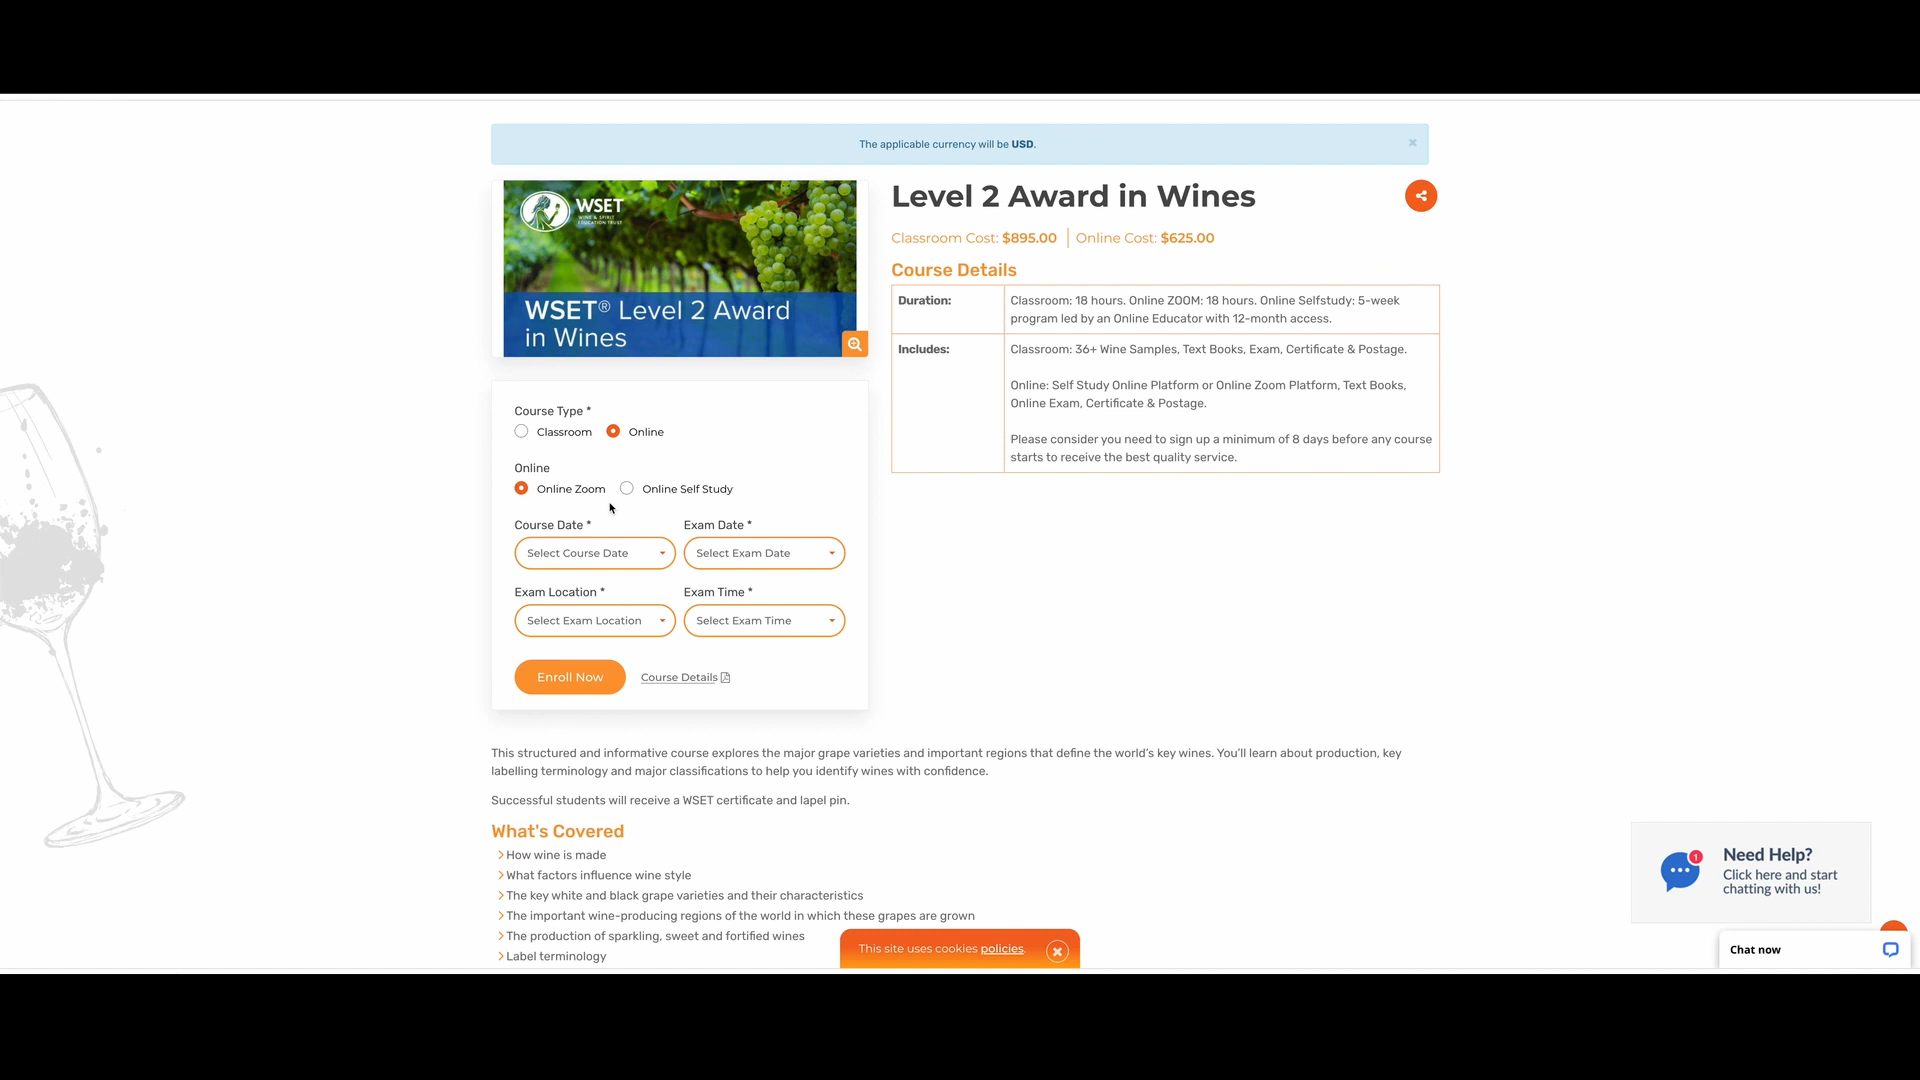 The applicable currency will be USD.
×
WSET
WINE & SPIRIT
EDUCATION TRUST
WSET® Level 2 Award
in Wines
Level 2 Award in Wines
Classroom Cost: $895.00 | Online Cost: $625.00
Course Details
Duration:
Classroom: 18 hours. Online ZOOM: 18 hours. Online Selfstudy: 5-week
program led by an Online Educator with 12-month access.
Includes:
Classroom: 36+ Wine Samples, Text Books, Exam, Certificate & Postage.
Online: Self Study Online Platform or Online Zoom Platform, Text Books,
Online Exam, Certificate & Postage.
Please consider you need to sign up a minimum of 8 days before any course
starts to receive the best quality service.
Course Type *
Classroom Online
Online
Online Zoom Online Self Study
Course Date * Exam Date *
Select Course Date Select Exam Date
Exam Location * Exam Time *
Select Exam Location Select Exam Time
Enroll Now Course Details
This structured and informative course explores the major grape varieties and important regions that define the world's key wines. You'll learn about production, key
labelling terminology and major classifications to help you identify wines with confidence.
Successful students will receive a WSET certificate and lapel pin.
What's Covered
How wine is made
What factors influence wine style
The key white and black grape varieties and their characteristics
The important wine-producing regions of the world in which these grapes are grown
The production of sparkling, sweet and fortified wines
Label terminology
This site uses cookies policies.
1
Need Help?
Click here and start
chatting with us!
Chat now